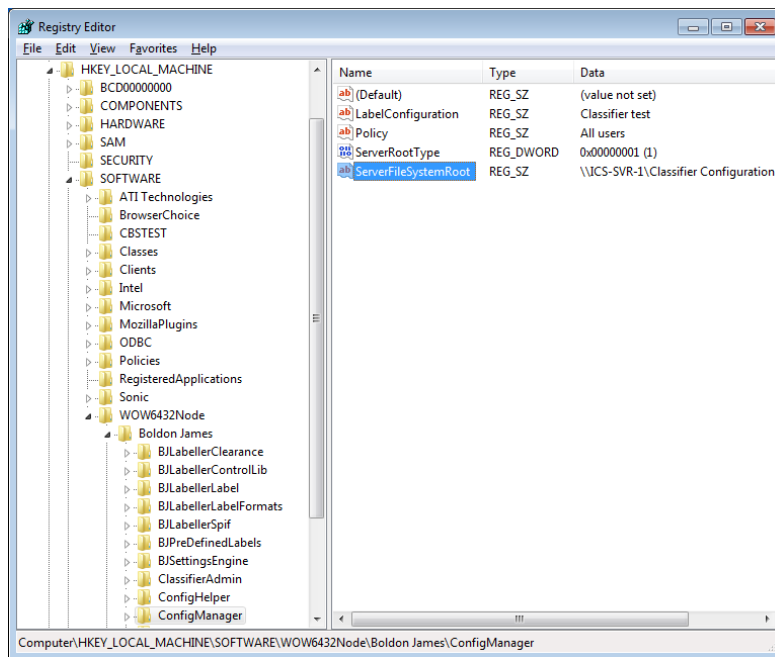 Registry Editor
File Edit View Favorites Help
HKEY_LOCAL_MACHINE
BCD00000000
COMPONENTS
HARDWARE
SAM
SECURITY
SOFTWARE
ATI Technologies
BrowserChoice
CBSTEST
Classes
Clients
Intel
Microsoft
MozillaPlugins
ODBC
Policies
RegisteredApplications
Sonic
WOW6432Node
Boldon James
BJLabellerClearance
BJLabellerControlLib
BJLabellerLabel
BJLabellerLabelFormats
BJLabellerSpif
BJPreDefinedLabels
BJSettingsEngine
ClassifierAdmin
ConfigHelper
ConfigManager
Name Type Data
(Default) REG_SZ (value not set)
LabelConfiguration REG_SZ Classifier test
Policy REG_SZ All users
ServerRootType REG_DWORD 0x00000001 (1)
ServerFileSystemRoot REG_SZ \\ICS-SVR-1\Classifier Configuration
Computer\HKEY_LOCAL_MACHINE\SOFTWARE\WOW6432Node\Boldon James\ConfigManager